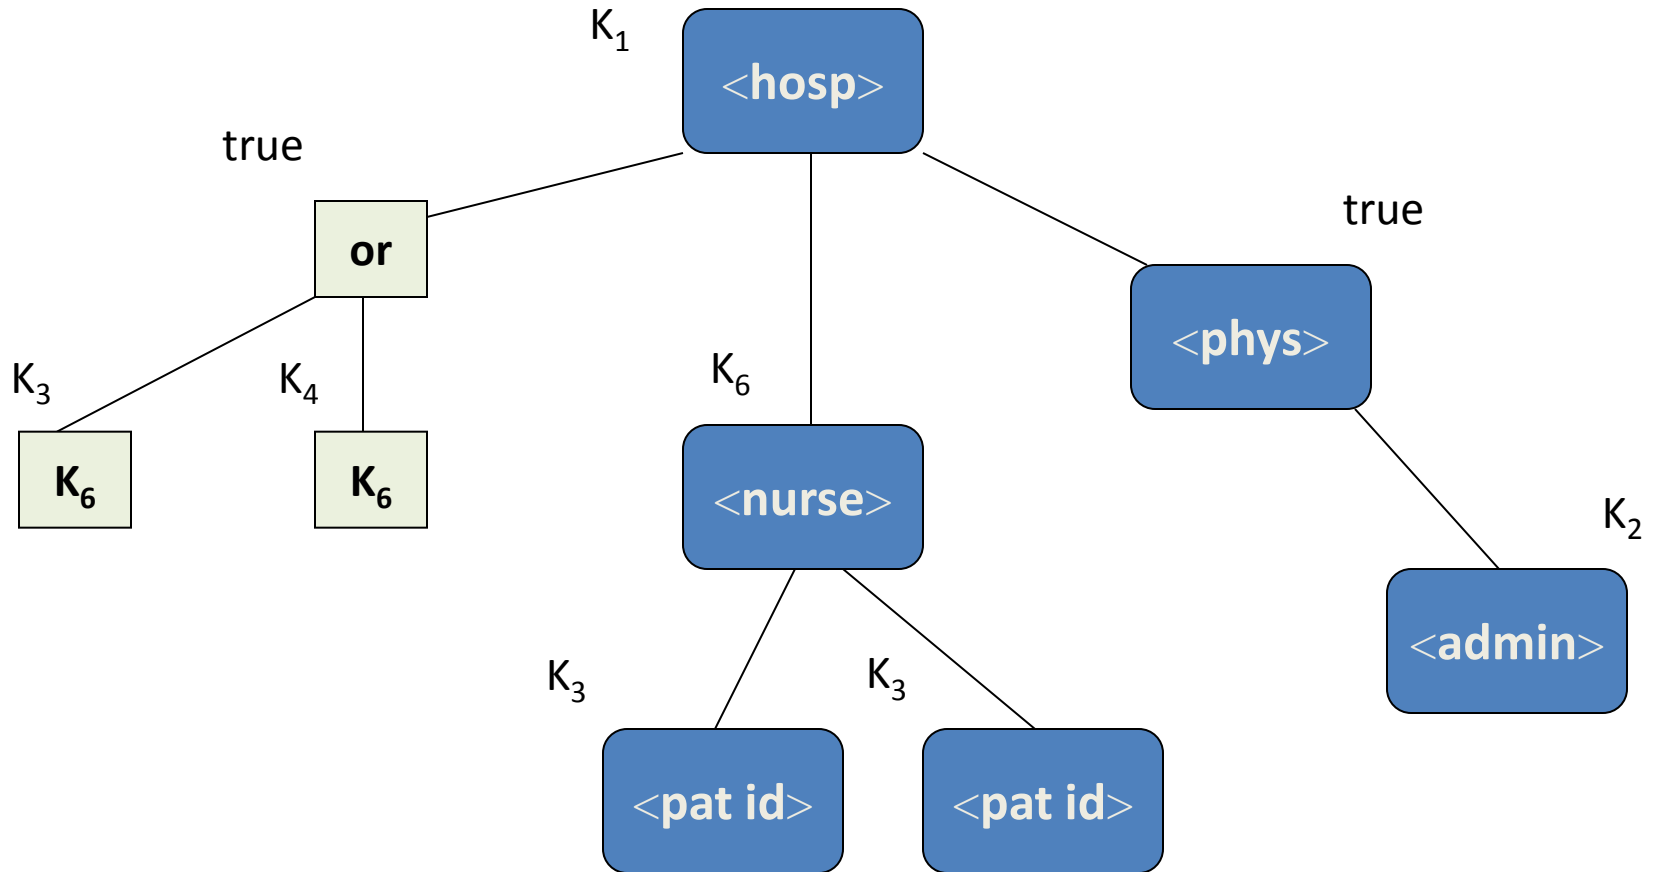 K₁
<hosp>
true
or
true
<phys>
K₃
K₄
K₆
<nurse>
K₆
K₆
K₂
<admin>
K₃
K₃
<pat id>
<pat id>